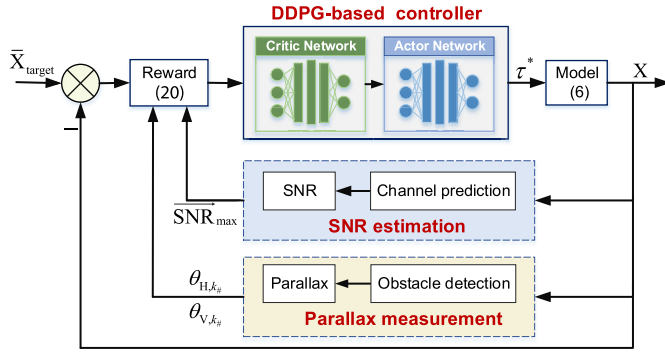 DDPG-based controller
X̄target
Reward
(20)
Critic Network
Actor Network
τ*
Model
(6)
X
−
SNRmax
SNR
Channel prediction
SNR estimation
θH,k#
θV,k#
Parallax
Obstacle detection
Parallax measurement